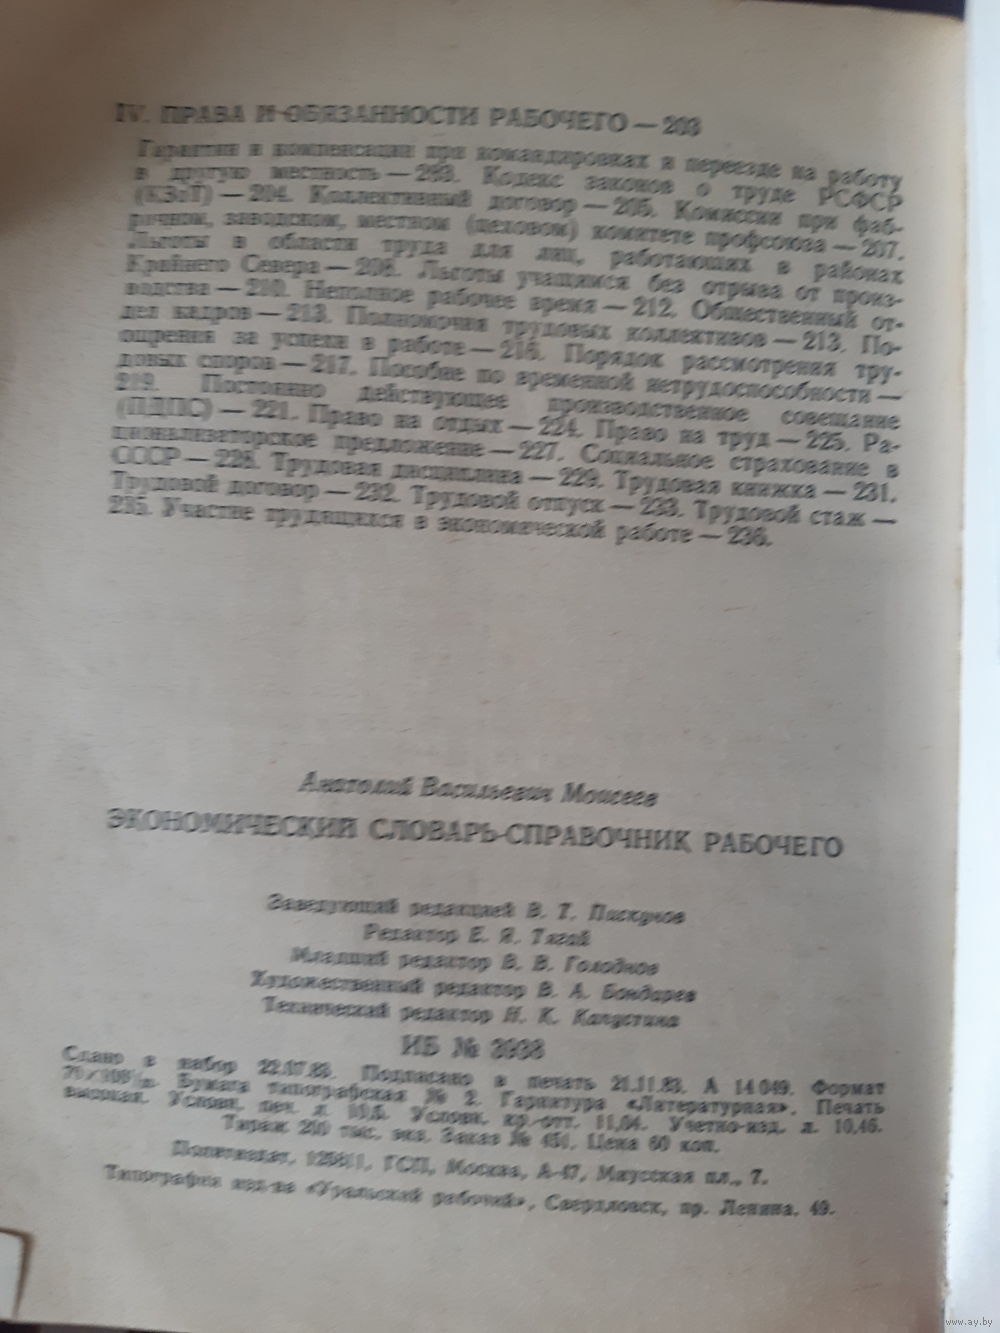 IV. ПРАВА И ОБЯЗАННОСТИ РАБОЧЕГО — 203
Гарантии и компенсации при командировках и переезде на работу
в другую местность — 203. Кодекс законов о труде РСФСР
(КЗоТ) — 204. Коллективный договор — 205. Комиссии при фаб-
ричном, заводском, местном (цеховом) комитете профсоюза — 207.
Льготы в области труда для лиц, работающих в районах
Крайнего Севера — 208. Льготы учащимся без отрыва от произ-
водства — 210. Неполное рабочее время — 212. Общественный от-
дел кадров — 213. Полномочия трудовых коллективов — 213. По-
ощрения за успехи в работе — 216. Порядок рассмотрения тру-
довых споров — 217. Пособие по временной нетрудоспособности —
219. Постоянно действующее производственное совещание
(ПДПС) — 221. Право на отдых — 224. Право на труд — 225. Ра-
ционализаторское предложение — 227. Социальное страхование в
СССР — 228. Трудовая дисциплина — 229. Трудовая книжка — 231.
Трудовой договор — 232. Трудовой отпуск — 233. Трудовой стаж —
235. Участие трудящихся в экономической работе — 236.
Анатолий Васильевич Моисеев
ЭКОНОМИЧЕСКИЙ СЛОВАРЬ-СПРАВОЧНИК РАБОЧЕГО
Заведующий редакцией В. Т. Пискунов
Редактор Е. Я. Тягай
Младший редактор В. В. Голоднов
Художественный редактор В. А. Бондарев
Технический редактор Н. К. Капустина
ИБ № 3938
Сдано в набор 22.07.83. Подписано в печать 21.11.83. А 14049. Формат
Бумага типографская № 2. Гарнитура «Литературная». Печать
высокая. Условн. печ. л. 10,5. Условн. кр.-отт. 11,04. Учетно-изд. л. 10,46.
Тираж 200 тыс. экз. Заказ № 451. Цена 60 коп.
Политиздат, 125811, ГСП, Москва, А-47, Миусская пл., 7.
Типография изд-ва «Уральский рабочий», Свердловск, пр. Ленина, 49.
www.ay.by